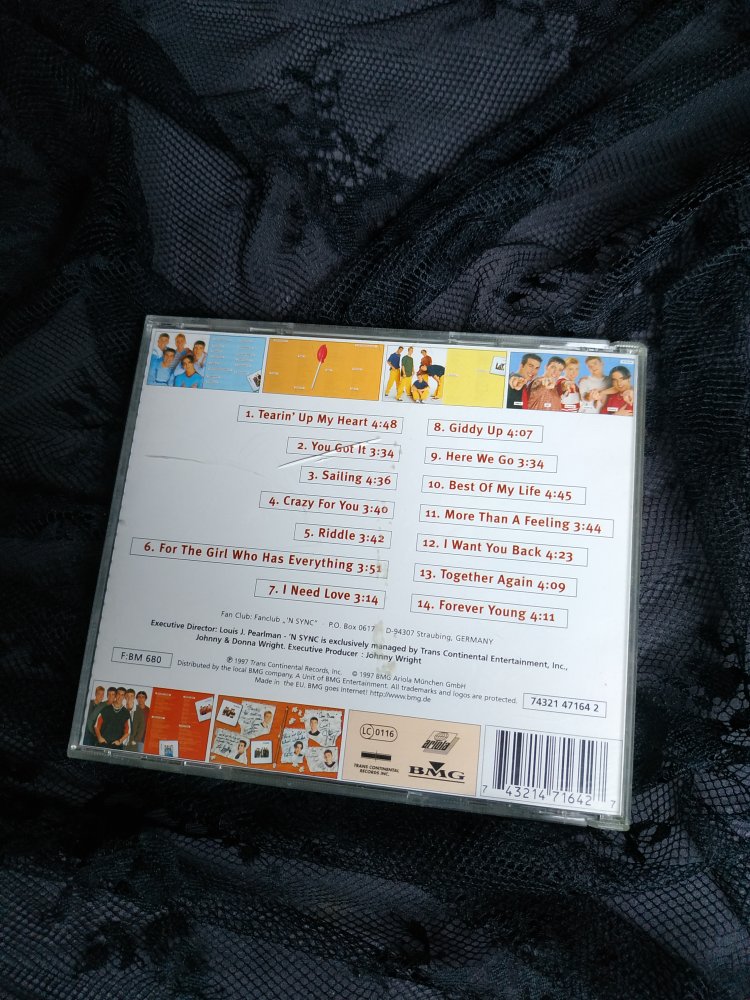 1. Tearin' Up My Heart 4:48
2. You Got It 3:34
3. Sailing 4:36
4. Crazy For You 3:40
5. Riddle 3:42
6. For The Girl Who Has Everything 3:51
7. I Need Love 3:14
8. Giddy Up 4:07
9. Here We Go 3:34
10. Best Of My Life 4:45
11. More Than A Feeling 3:44
12. I Want You Back 4:23
13. Together Again 4:09
14. Forever Young 4:11
Fan Club: Fanclub „'N SYNC" · P.O. Box 0617 D-94307 Straubing, GERMANY
Executive Director: Louis J. Pearlman - 'N SYNC is exclusively managed by Trans Continental Entertainment, Inc.,
Johnny & Donna Wright. Executive Producer : Johnny Wright
F:BM 680
℗ 1997 Trans Continental Records, Inc. © 1997 BMG Ariola München GmbH
Distributed by the local BMG company. A Unit of BMG Entertainment. All trademarks and logos are protected.
Made in the EU. BMG goes Internet! http://www.bmg.de
74321 47164 2
LC 0116
ariola
TRANS CONTINENTAL
RECORDS INC.
BMG
7 43214 71642 7